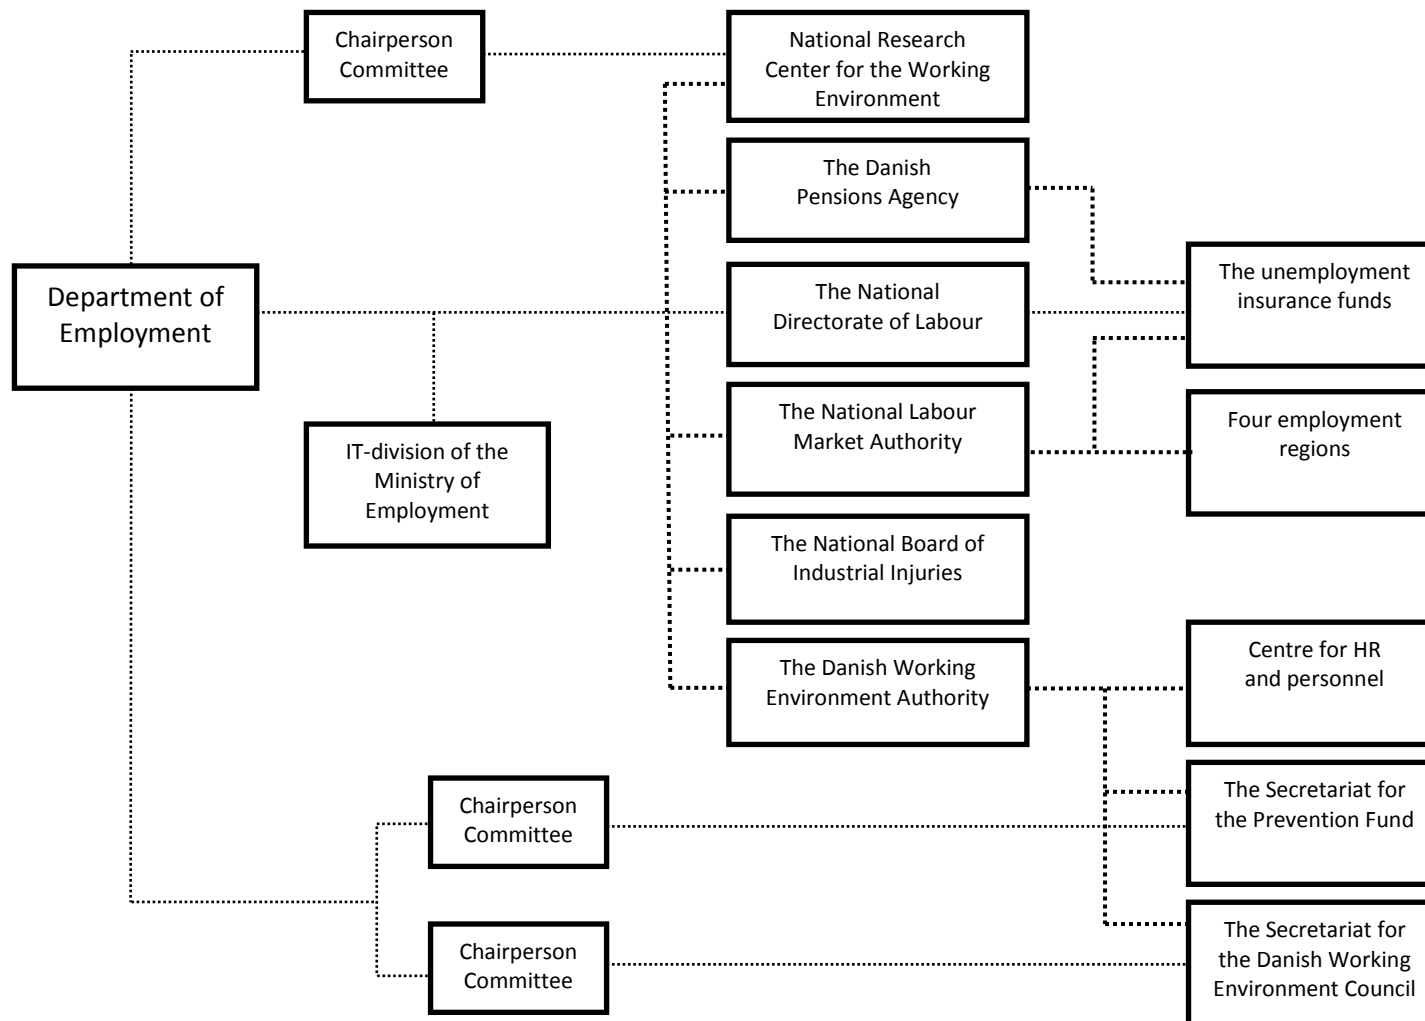 Chairperson
Committee
National Research
Center for the Working
Environment
The Danish
Pensions Agency
Department of
Employment
The National
Directorate of Labour
The unemployment
insurance funds
IT-division of the
Ministry of
Employment
The National Labour
Market Authority
Four employment
regions
The National Board of
Industrial Injuries
The Danish Working
Environment Authority
Centre for HR
and personnel
Chairperson
Committee
The Secretariat for
the Prevention Fund
Chairperson
Committee
The Secretariat for
the Danish Working
Environment Council